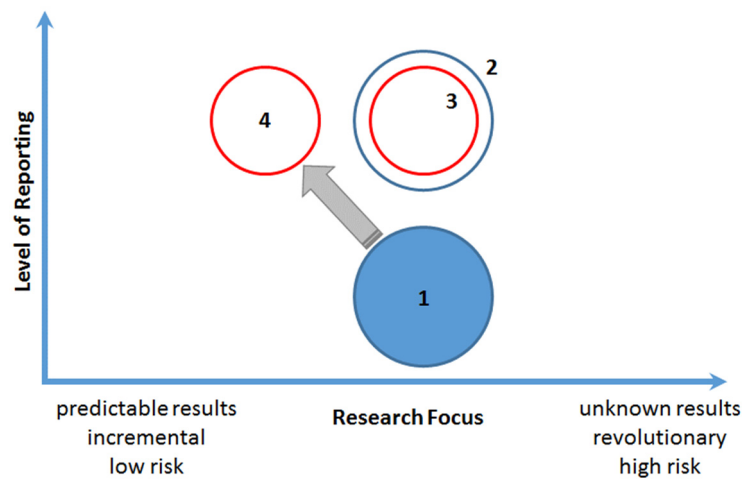 2
3
4
1
Level of Reporting
predictable results
incremental
low risk
Research Focus
unknown results
revolutionary
high risk